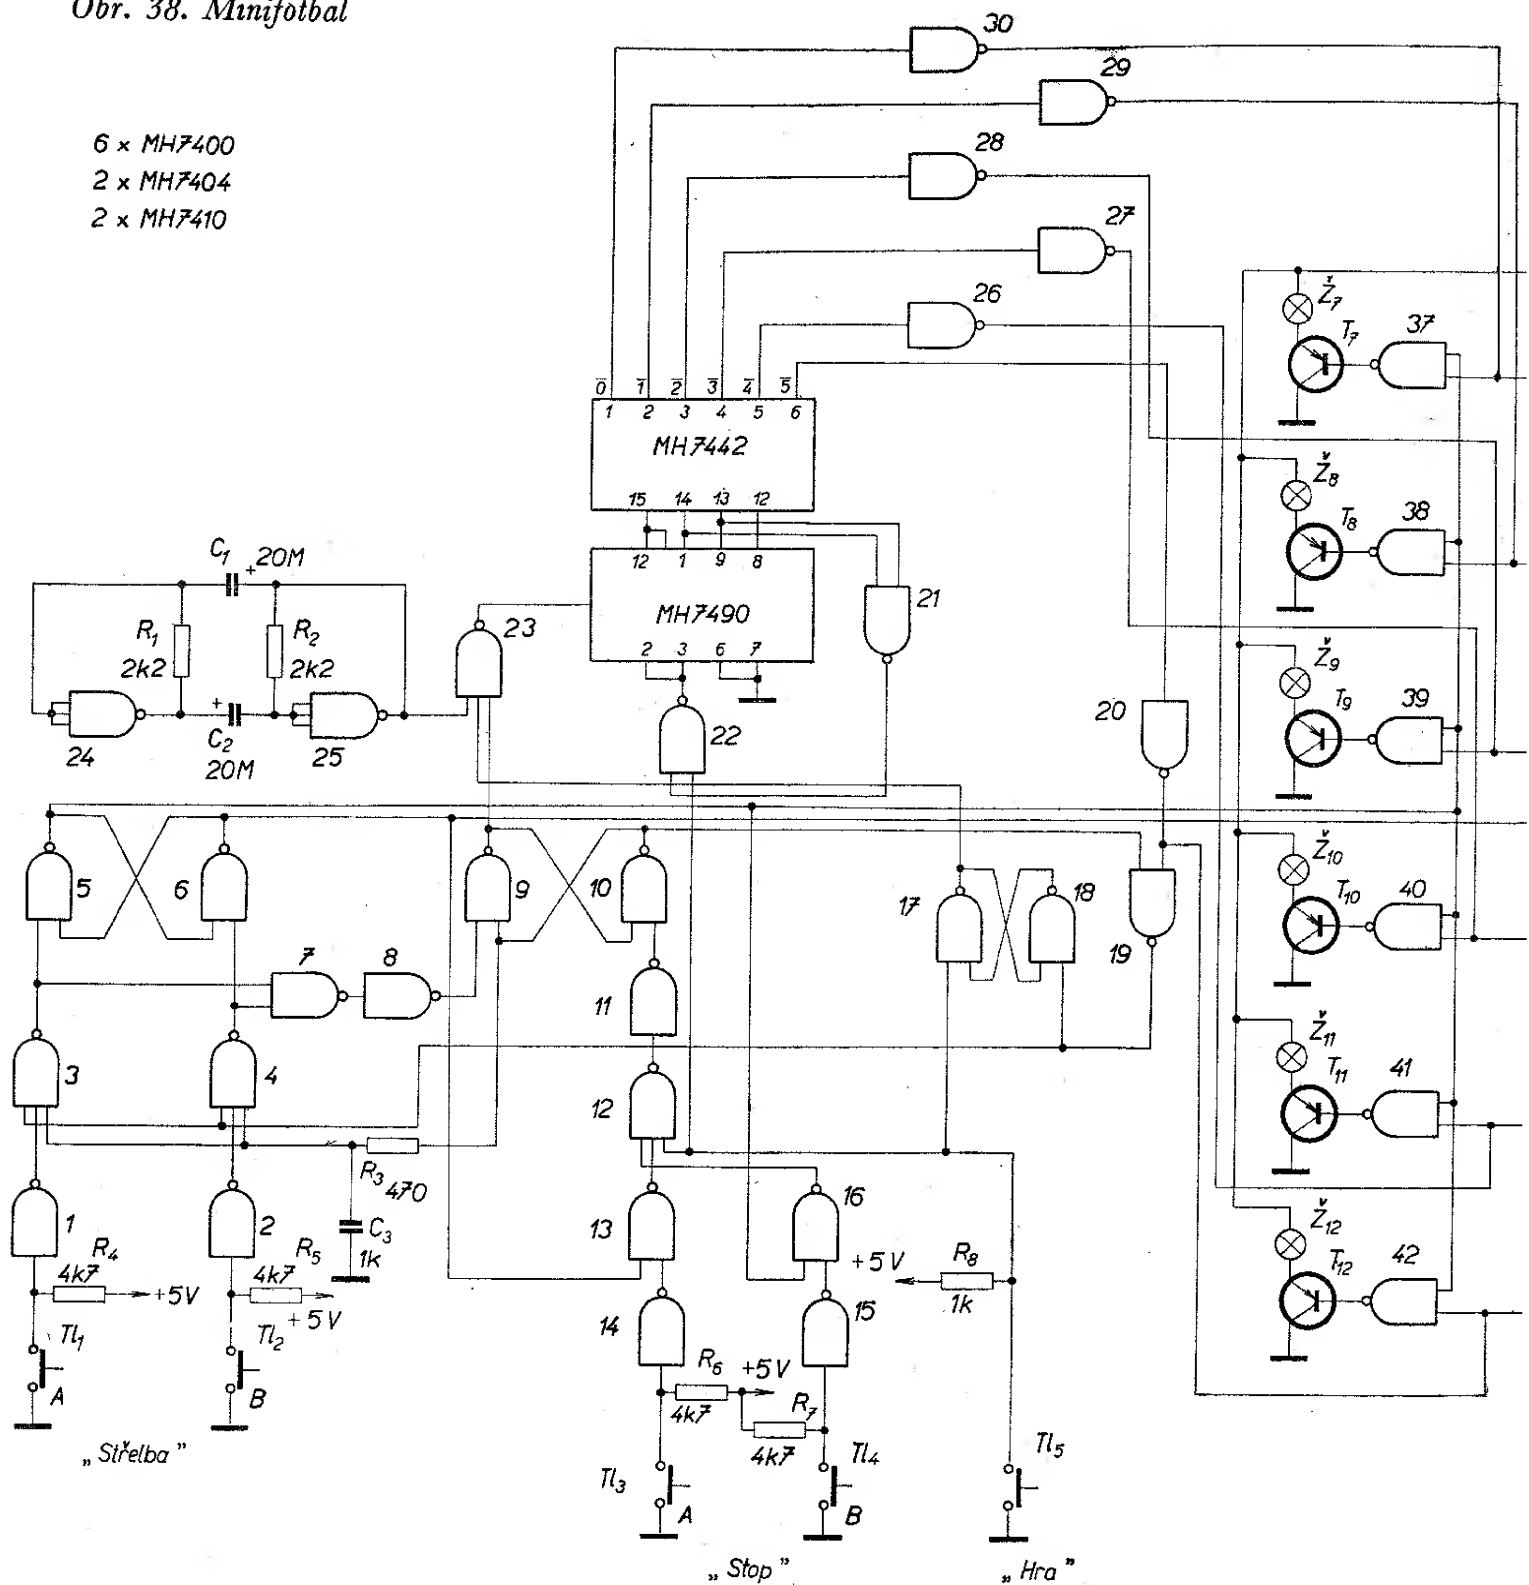 Obr. 38. Minifotbal
6 x MH7400
2 x MH7404
2 x MH7410
30
29
28
27
26
0 1 2 3 4 5
1 2 3 4 5 6
MH7442
15 14 13 12
12 1 9 8
MH7490
2 3 6 7
21
22
23
C1 + 20M
R1 2k2
R2 2k2
+ C2 20M
24
25
20
Ž7
T7
37
Ž8
T8
38
Ž9
T9
39
Ž10
T10
40
Ž11
T11
41
Ž12
T12
42
5
6
7
8
9
10
11
17
18
19
3
4
12
R3 470
C3 1k
1
2
13
16
R4 4k7 +5V
R5 4k7 +5V
+5V R8 1k
14
15
R6 4k7 +5V
R7 4k7
Tl1 A
Tl2 B
„Střelba”
Tl3 A
Tl4 B
Tl5
„Stop”
„Hra”